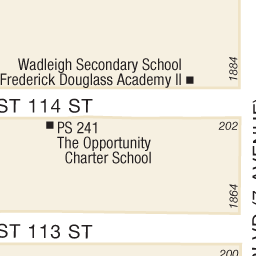 Wadleigh Secondary School
Frederick Douglass Academy II
1884
ST 114 ST
PS 241
The Opportunity
Charter School
202
1864
ST 113 ST
200